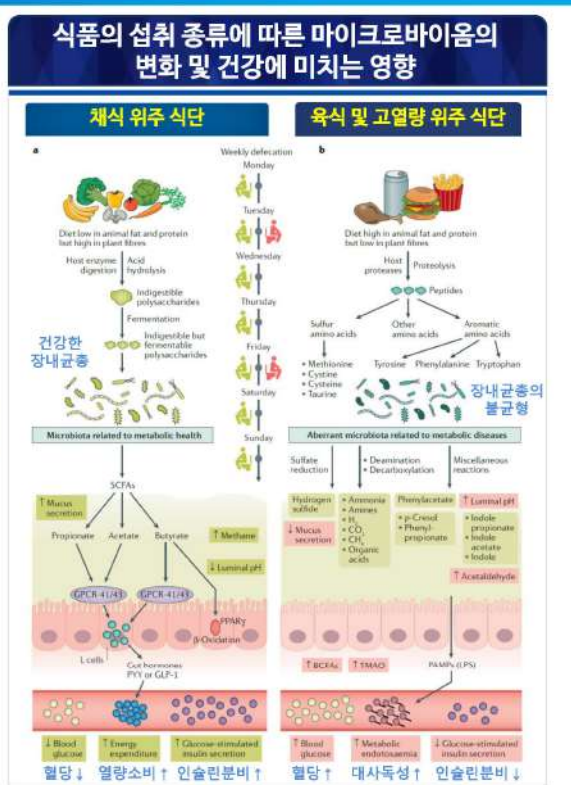 식품의 섭취 종류에 따른 마이크로바이옴의
변화 및 건강에 미치는 영향
채식 위주 식단
육식 및 고열량 위주 식단
a
Diet low in animal fat and protein
but high in plant fibres
Host enzyme
digestion
Acid
hydrolysis
Indigestible
polysaccharides
Fermentation
건강한
장내균총
Indigestible but
fermentable
polysaccharides
Microbiota related to metabolic health
SCFAs
↑ Mucus
secretion
Propionate
Acetate
Butyrate
↑ Methane
↓ Luminal pH
GPCR-41/43
GPCR-41/43
PPARγ
β-Oxidation
L cells
Gut hormones
PYY or GLP-1
↓ Blood
glucose
↑ Energy
expenditure
↑ Glucose-stimulated
insulin secretion
혈당↓
열량소비↑
인슐린분비↑
Weekly defecation
Monday
Tuesday
Wednesday
Thursday
Friday
Saturday
Sunday
b
Diet high in animal fat and protein
but low in plant fibres
Host
proteases
Proteolysis
Peptides
Sulfur
amino acids
Other
amino acids
Aromatic
amino acids
• Methionine
• Cystine
• Cysteine
• Taurine
Tyrosine
Phenylalanine
Tryptophan
장내균총의
불균형
Aberrant microbiota related to metabolic diseases
Sulfate
reduction
• Deamination
• Decarboxylation
Miscellaneous
reactions
Hydrogen
sulfide
↓ Mucus
secretion
• Ammonia
• Amines
• H₂
• CO₂
• CH₄
• Organic
acids
Phenylacetate
• p-Cresol
• Phenyl-
propionate
↑ Luminal pH
• Indole
propionate
• Indole
acetate
• Indole
↑ Acetaldehyde
↑ BCFAs
↑ TMAO
PAMPs (LPS)
↑ Blood
glucose
↑ Metabolic
endotoxemia
↓ Glucose-stimulated
insulin secretion
혈당↑
대사독성↑
인슐린분비↓